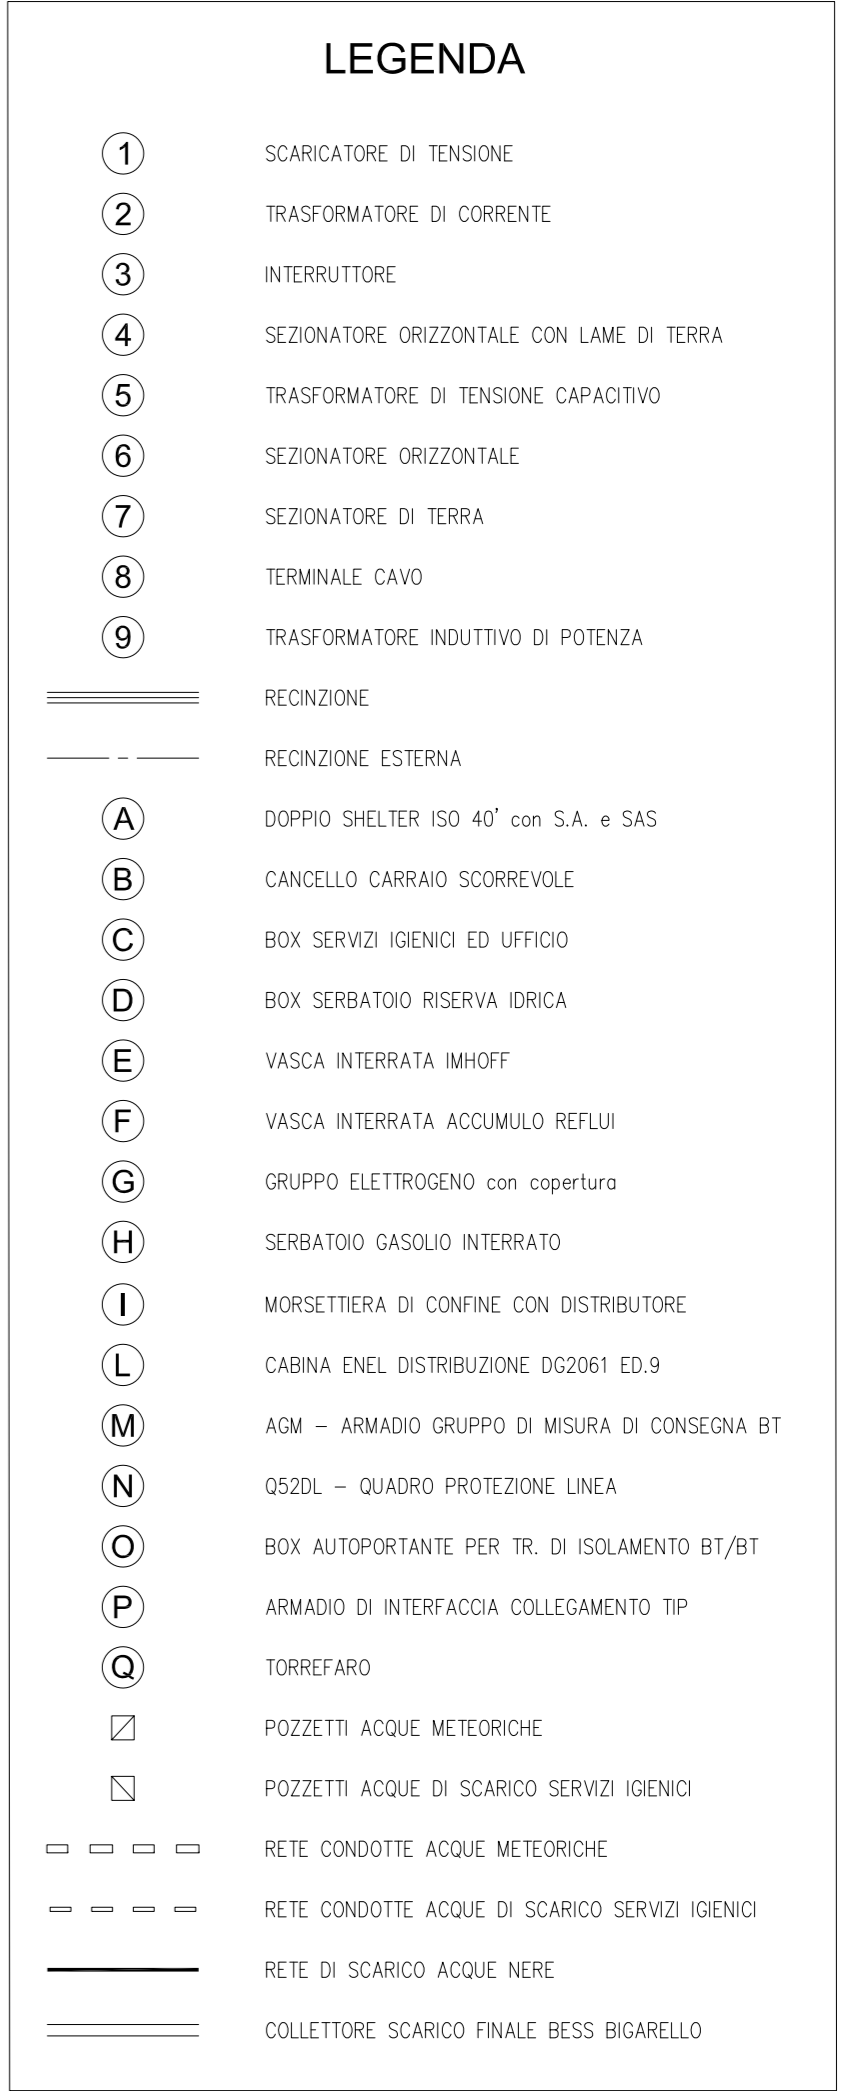 LEGENDA
1 SCARICATORE DI TENSIONE
2 TRASFORMATORE DI CORRENTE
3 INTERRUTTORE
4 SEZIONATORE ORIZZONTALE CON LAME DI TERRA
5 TRASFORMATORE DI TENSIONE CAPACITIVO
6 SEZIONATORE ORIZZONTALE
7 SEZIONATORE DI TERRA
8 TERMINALE CAVO
9 TRASFORMATORE INDUTTIVO DI POTENZA
RECINZIONE
RECINZIONE ESTERNA
A DOPPIO SHELTER ISO 40' con S.A. e SAS
B CANCELLO CARRAIO SCORREVOLE
C BOX SERVIZI IGIENICI ED UFFICIO
D BOX SERBATOIO RISERVA IDRICA
E VASCA INTERRATA IMHOFF
F VASCA INTERRATA ACCUMULO REFLUI
G GRUPPO ELETTROGENO con copertura
H SERBATOIO GASOLIO INTERRATO
I MORSETTIERA DI CONFINE CON DISTRIBUTORE
L CABINA ENEL DISTRIBUZIONE DG2061 ED.9
M AGM – ARMADIO GRUPPO DI MISURA DI CONSEGNA BT
N Q52DL – QUADRO PROTEZIONE LINEA
O BOX AUTOPORTANTE PER TR. DI ISOLAMENTO BT/BT
P ARMADIO DI INTERFACCIA COLLEGAMENTO TIP
Q TORREFARO
POZZETTI ACQUE METEORICHE
POZZETTI ACQUE DI SCARICO SERVIZI IGIENICI
RETE CONDOTTE ACQUE METEORICHE
RETE CONDOTTE ACQUE DI SCARICO SERVIZI IGIENICI
RETE DI SCARICO ACQUE NERE
COLLETTORE SCARICO FINALE BESS BIGARELLO